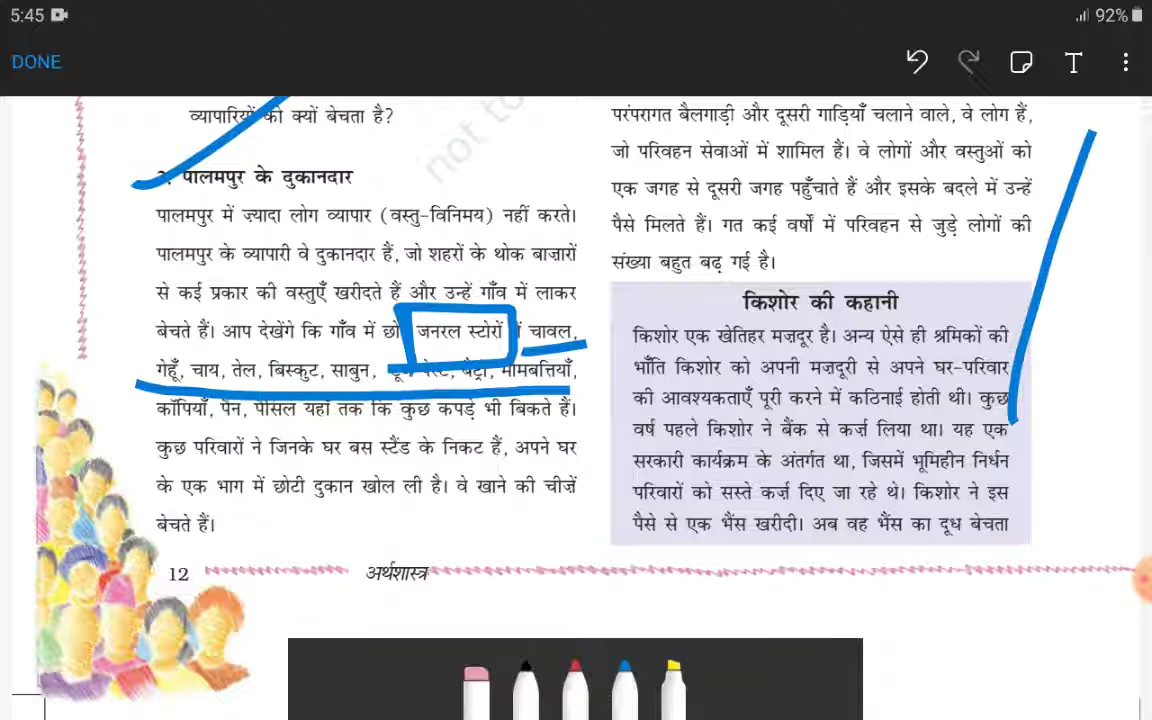 5:45
92%
DONE
T
व्यापारियों को क्यों बेचता है?
not to
पालमपुर के दुकानदार
पालमपुर में ज़्यादा लोग व्यापार (वस्तु-विनिमय) नहीं करते।
पालमपुर के व्यापारी वे दुकानदार हैं, जो शहरों के थोक बाज़ारों
से कई प्रकार की वस्तुएँ खरीदते हैं और उन्हें गाँव में लाकर
बेचते हैं। आप देखेंगे कि गाँव में जनरल स्टोरों में चावल,
गेहूँ, चाय, तेल, बिस्कुट, साबुन, पेस्ट, बैट्री, मोमबत्तियाँ,
कॉपियाँ, पैन, पेंसिल यहाँ तक कि कुछ कपड़े भी बिकते हैं।
कुछ परिवारों ने जिनके घर बस स्टैंड के निकट हैं, अपने घर
के एक भाग में छोटी दुकान खोल ली है। वे खाने की चीज़ें
बेचते हैं।
12 अर्थशास्त्र
परंपरागत बैलगाड़ी और दूसरी गाड़ियाँ चलाने वाले, वे लोग हैं,
जो परिवहन सेवाओं में शामिल हैं। वे लोगों और वस्तुओं को
एक जगह से दूसरी जगह पहुँचाते हैं और इसके बदले में उन्हें
पैसे मिलते हैं। गत कई वर्षों में परिवहन से जुड़े लोगों की
संख्या बहुत बढ़ गई है।
किशोर की कहानी
किशोर एक खेतिहर मज़दूर है। अन्य ऐसे ही श्रमिकों की
भाँति किशोर को अपनी मज़दूरी से अपने घर-परिवार
की आवश्यकताएँ पूरी करने में कठिनाई होती थी। कुछ
वर्ष पहले किशोर ने बैंक से कर्ज़ लिया था। यह एक
सरकारी कार्यक्रम के अंतर्गत था, जिसमें भूमिहीन निर्धन
परिवारों को सस्ते कर्ज़ दिए जा रहे थे। किशोर ने इस
पैसे से एक भैंस खरीदी। अब वह भैंस का दूध बेचता